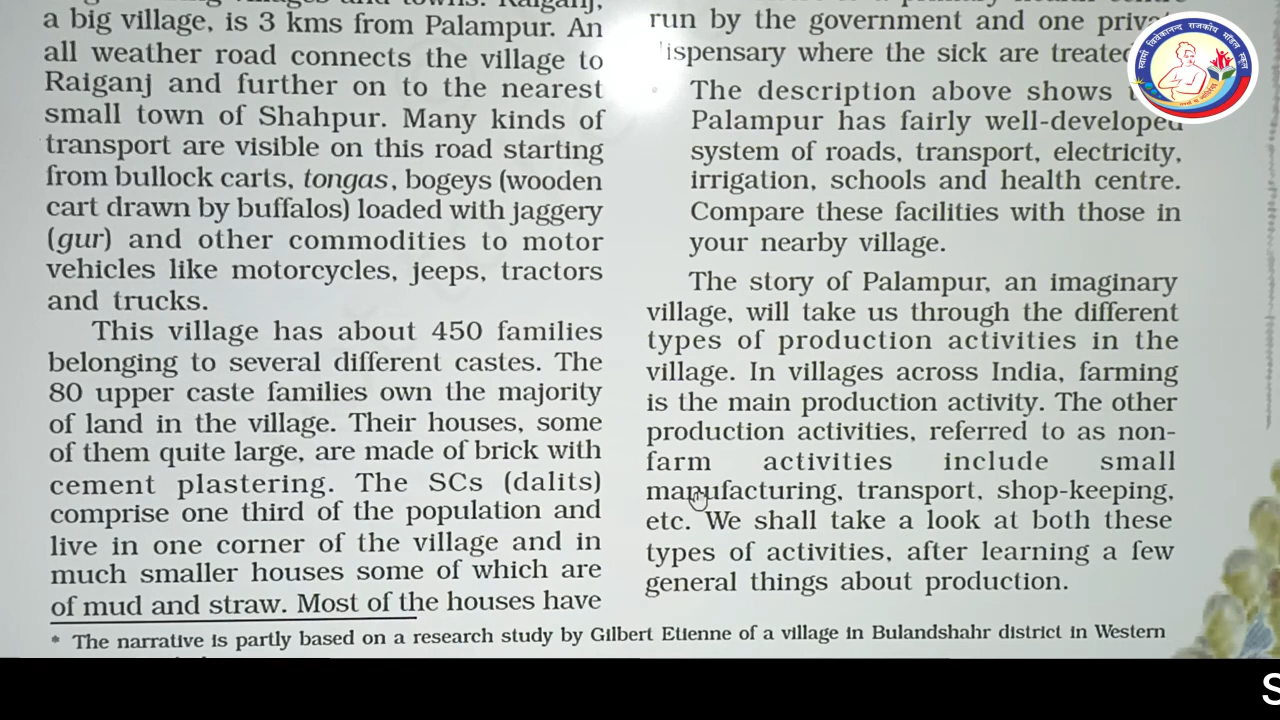 a big village, is 3 kms from Palampur. An
all weather road connects the village to
Raiganj and further on to the nearest
small town of Shahpur. Many kinds of
transport are visible on this road starting
from bullock carts, tongas, bogeys (wooden
cart drawn by buffalos) loaded with jaggery
(gur) and other commodities to motor
vehicles like motorcycles, jeeps, tractors
and trucks.
This village has about 450 families
belonging to several different castes. The
80 upper caste families own the majority
of land in the village. Their houses, some
of them quite large, are made of brick with
cement plastering. The SCs (dalits)
comprise one third of the population and
live in one corner of the village and in
much smaller houses some of which are
of mud and straw. Most of the houses have
run by the government and one
where the sick are treated
The description above shows
Palampur has fairly well-developed
system of roads, transport, electricity,
irrigation, schools and health centre.
Compare these facilities with those in
your nearby village.
The story of Palampur, an imaginary
village, will take us through the different
types of production activities in the
village. In villages across India, farming
is the main production activity. The other
production activities, referred to as non-
farm activities include small
manufacturing, transport, shop-keeping,
etc. We shall take a look at both these
types of activities, after learning a few
general things about production.
* The narrative is partly based on a research study by Gilbert Etienne of a village in Bulandshahr district in Western
स्वामी विवेकानन्द राजकीय मॉडल स्कूल
S